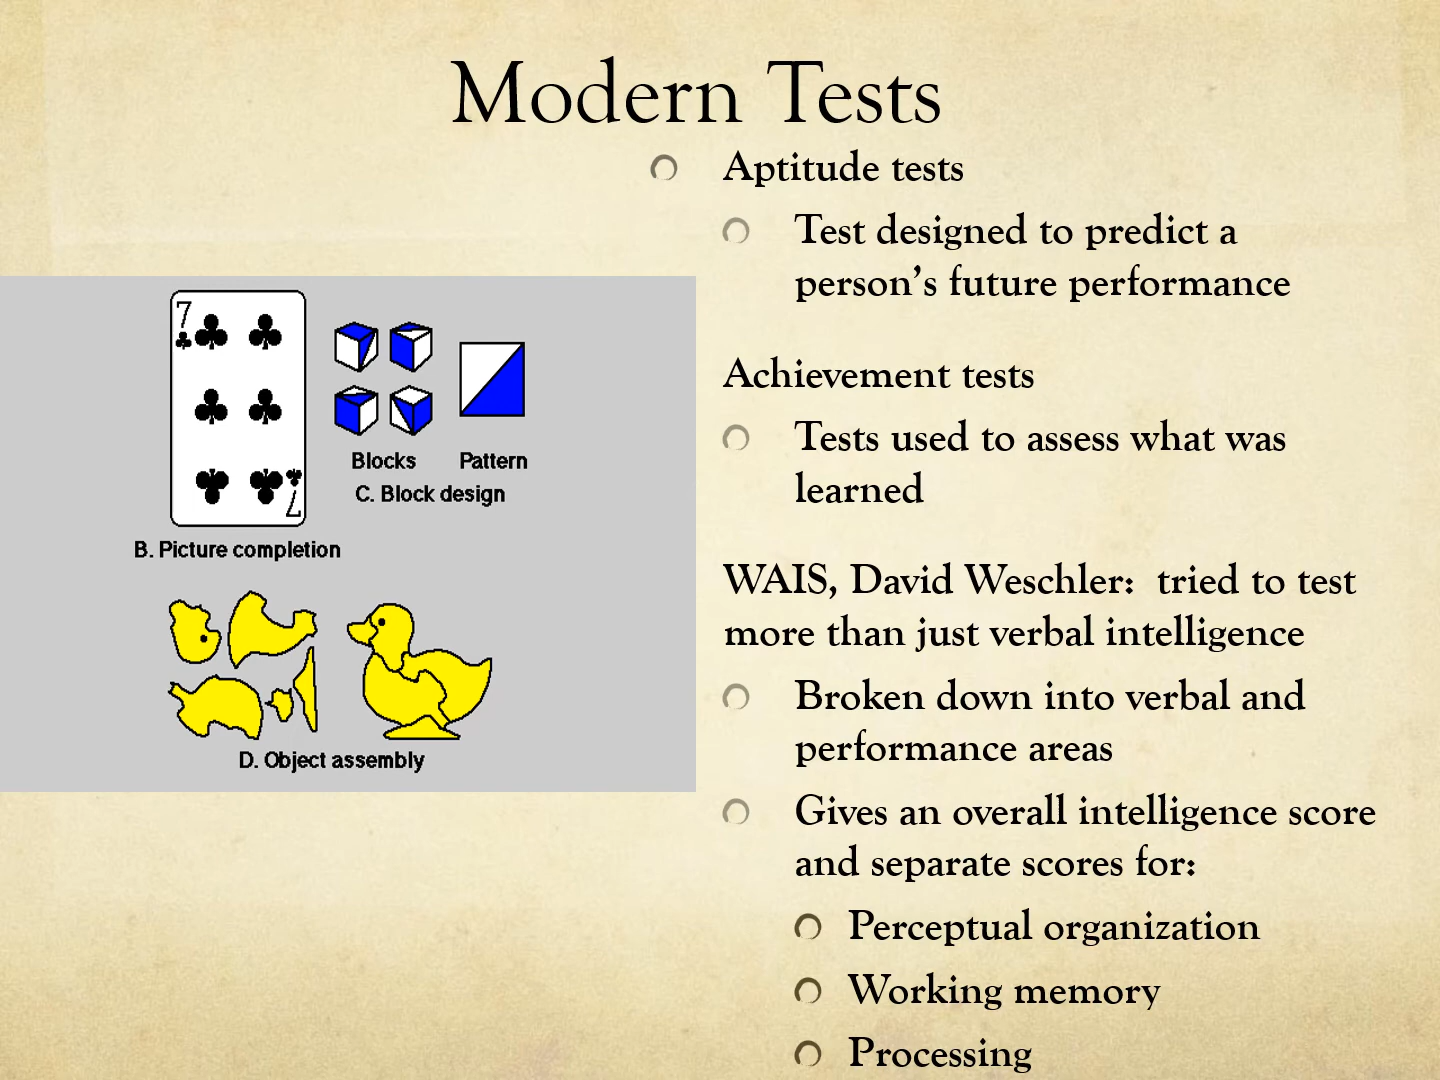 Modern Tests
Aptitude tests
Test designed to predict a
person’s future performance
Achievement tests
Tests used to assess what was
learned
WAIS, David Weschler:  tried to test
more than just verbal intelligence
Broken down into verbal and
performance areas
Gives an overall intelligence score
and separate scores for:
Perceptual organization
Working memory
Processing
7
7
Blocks
Pattern
C. Block design
B. Picture completion
D. Object assembly